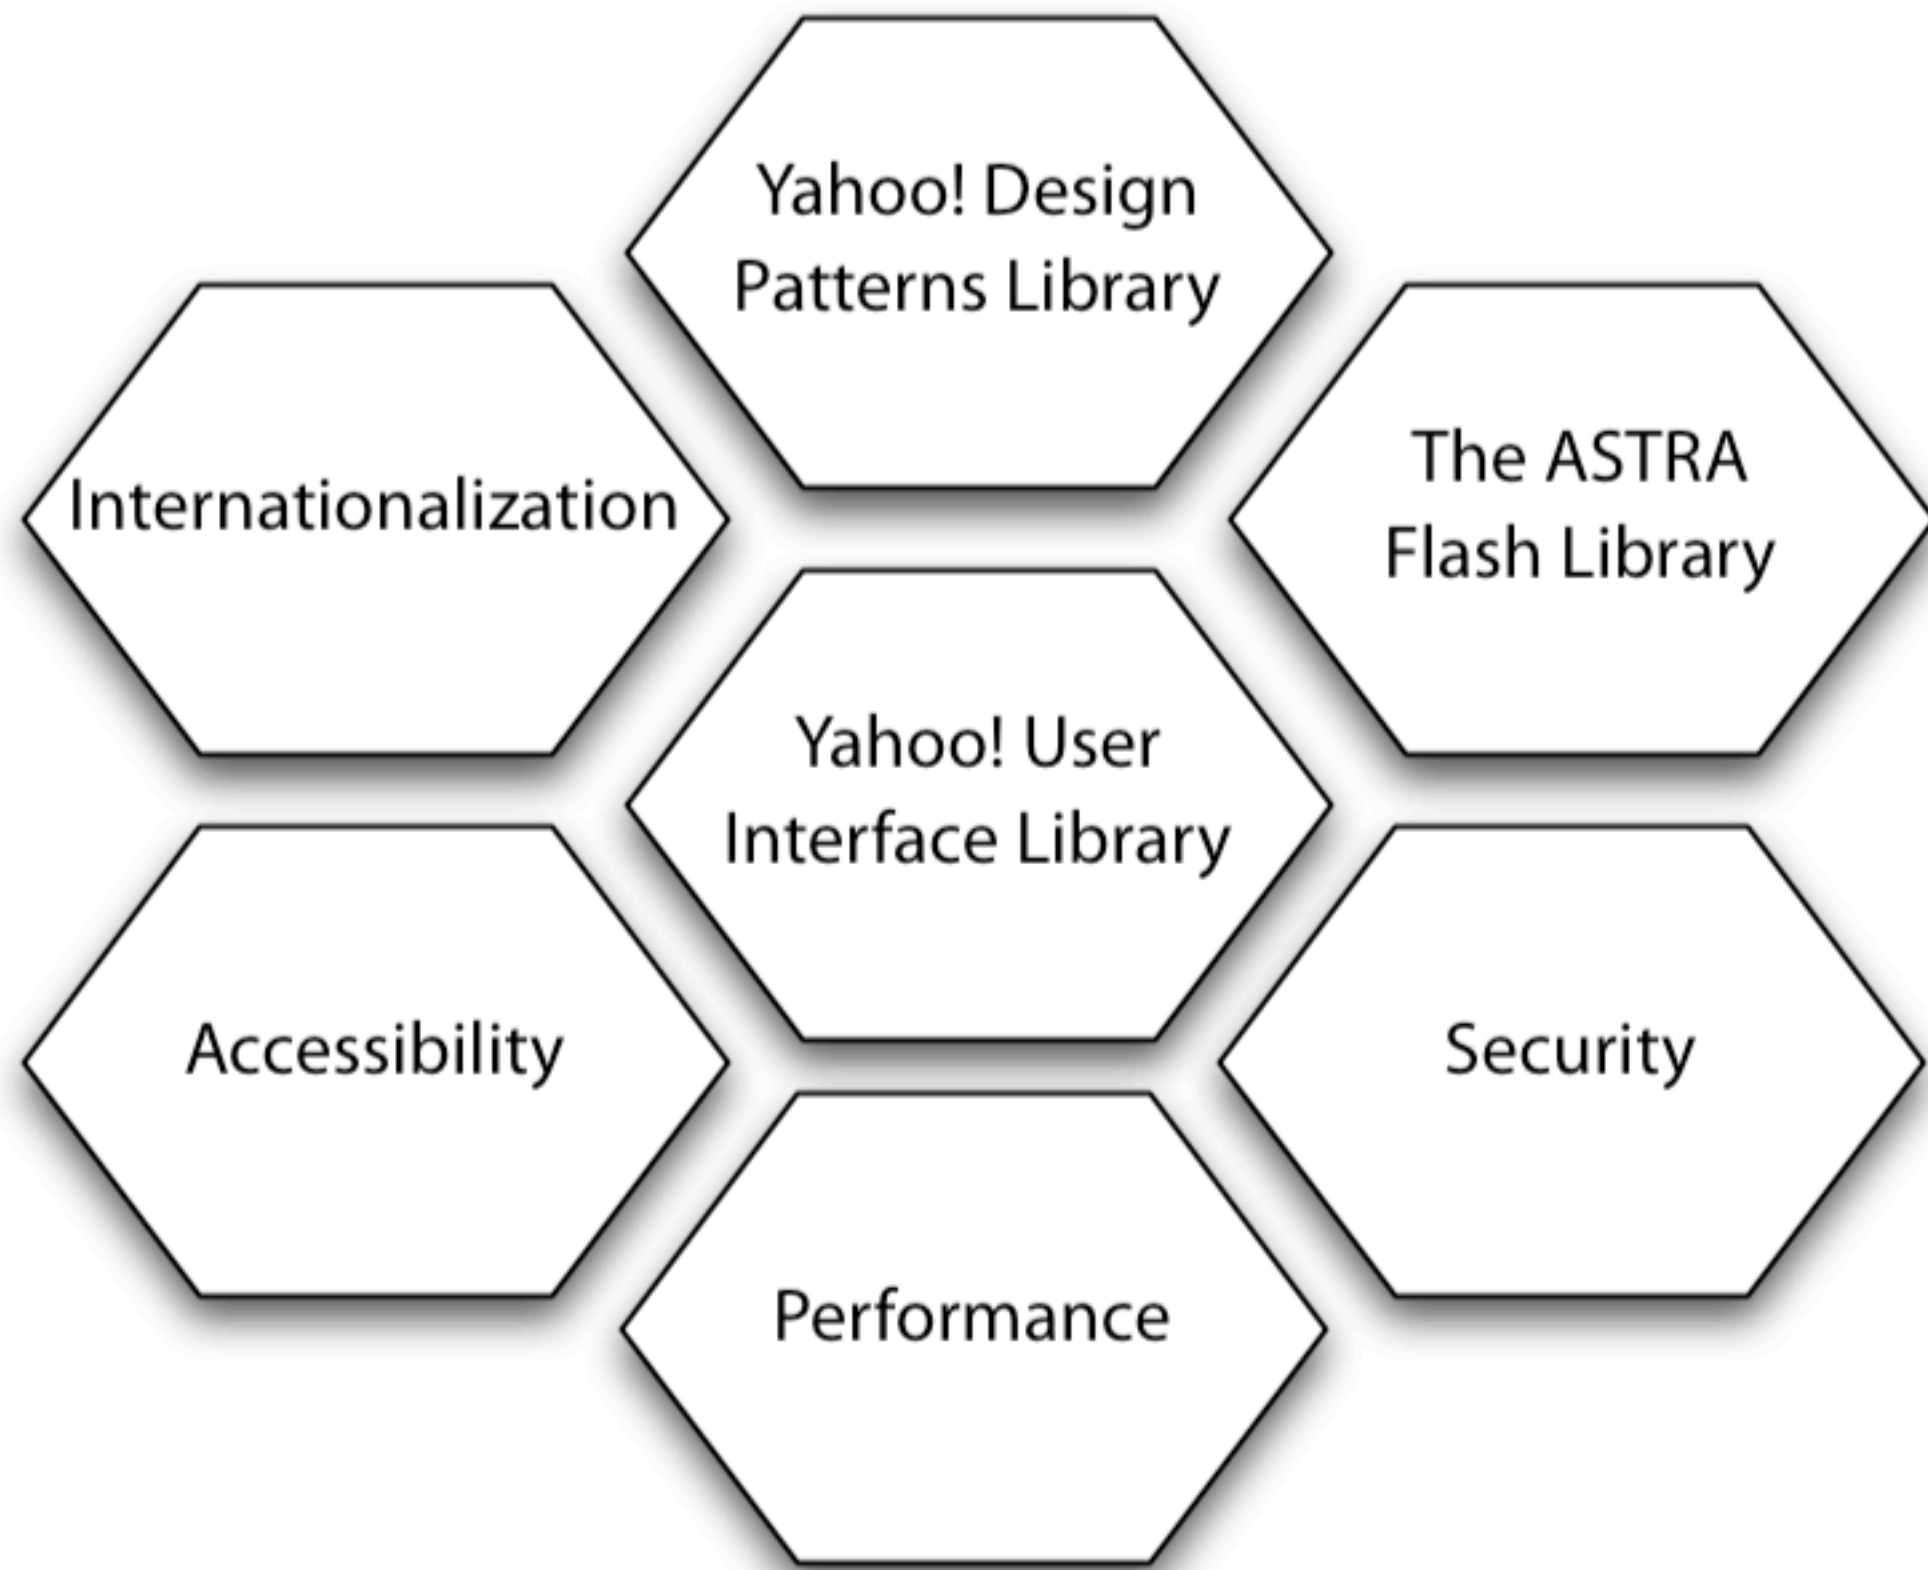 Yahoo! Design
Patterns Library
Internationalization
The ASTRA
Flash Library
Yahoo! User
Interface Library
Accessibility
Security
Performance